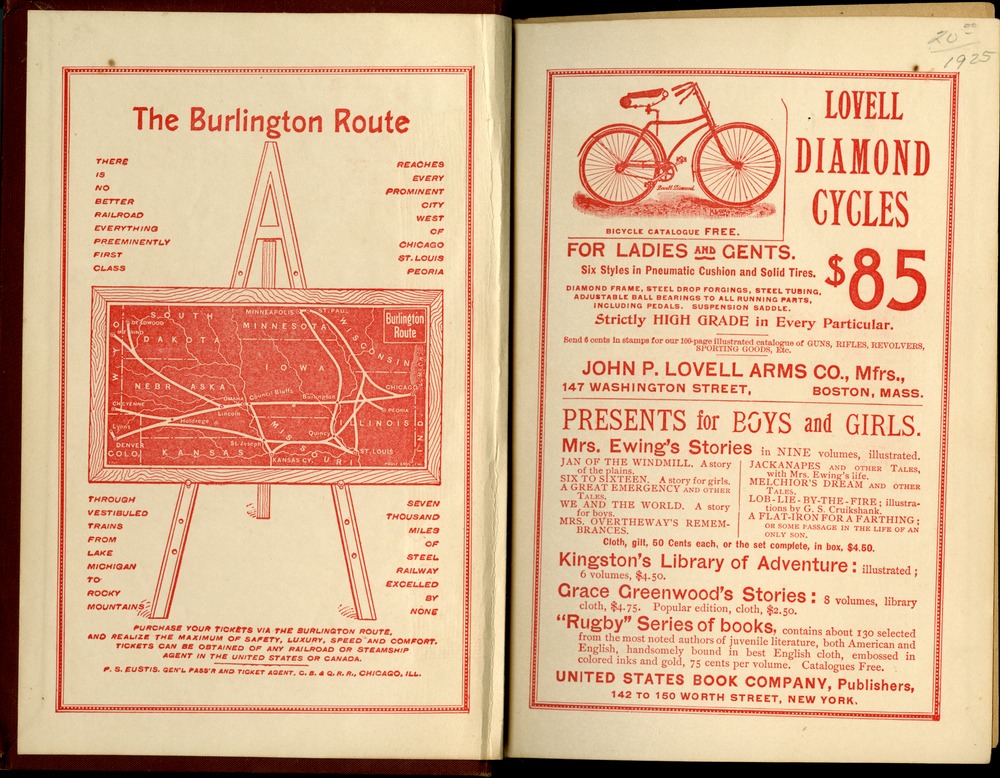 The Burlington Route
THERE
IS
NO
BETTER
RAILROAD
EVERYTHING
PREEMINENTLY
FIRST
CLASS
REACHES
EVERY
PROMINENT
CITY
WEST
OF
CHICAGO
ST. LOUIS
PEORIA
Burlington
Route
MINNEAPOLIS
ST. PAUL
SOUTH
DAKOTA
DEADWOOD
MINNESOTA
WISCONSIN
IOWA
NEBRASKA
CHICAGO
CHEYENNE
OMAHA
Council Bluffs
Burlington
PEORIA
Lincoln
Holdrege
Lyons
ILLINOIS
DENVER
COLO.
KANSAS
St. Joseph
Quincy
MISSOURI
KANSAS CY.
ST. LOUIS
THROUGH
VESTIBULED
TRAINS
FROM
LAKE
MICHIGAN
TO
ROCKY
MOUNTAINS
SEVEN
THOUSAND
MILES
OF
STEEL
RAILWAY
EXCELLED
BY
NONE
PURCHASE YOUR TICKETS VIA THE BURLINGTON ROUTE,
AND REALIZE THE MAXIMUM OF SAFETY, LUXURY, SPEED AND COMFORT.
TICKETS CAN BE OBTAINED OF ANY RAILROAD OR STEAMSHIP
AGENT IN THE UNITED STATES OR CANADA.
P. S. EUSTIS. GEN'L PASS'R AND TICKET AGENT, C. B. & Q. R. R., CHICAGO, ILL.
20 00
1925
LOVELL
DIAMOND
CYCLES
Lovell Diamond
BICYCLE CATALOGUE FREE.
FOR LADIES AND GENTS.
Six Styles in Pneumatic Cushion and Solid Tires.
$85
DIAMOND FRAME, STEEL DROP FORGINGS, STEEL TUBING,
ADJUSTABLE BALL BEARINGS TO ALL RUNNING PARTS,
INCLUDING PEDALS. SUSPENSION SADDLE.
Strictly HIGH GRADE in Every Particular.
Send 6 cents in stamps for our 100-page illustrated catalogue of GUNS, RIFLES, REVOLVERS,
SPORTING GOODS, Etc.
JOHN P. LOVELL ARMS CO., Mfrs.,
147 WASHINGTON STREET, BOSTON, MASS.
PRESENTS for BOYS and GIRLS.
Mrs. Ewing's Stories in NINE volumes, illustrated.
JAN OF THE WINDMILL. A story
of the plains.
SIX TO SIXTEEN. A story for girls.
A GREAT EMERGENCY AND OTHER
TALES.
WE AND THE WORLD. A story
for boys.
MRS. OVERTHEWAY'S REMEM-
BRANCES.
JACKANAPES AND OTHER TALES,
with Mrs. Ewing's life.
MELCHIOR'S DREAM AND OTHER
TALES.
LOB-LIE-BY-THE-FIRE; illustra-
tions by G. S. Cruikshank.
A FLAT-IRON FOR A FARTHING;
OR SOME PASSAGE IN THE LIFE OF AN
ONLY SON.
Cloth, gilt, 50 Cents each, or the set complete, in box, $4.50.
Kingston's Library of Adventure: illustrated;
6 volumes, $4.50.
Grace Greenwood's Stories: 8 volumes, library
cloth, $4.75. Popular edition, cloth, $2.50.
"Rugby" Series of books, contains about 130 selected
from the most noted authors of juvenile literature, both American and
English, handsomely bound in best English cloth, embossed in
colored inks and gold, 75 cents per volume. Catalogues Free.
UNITED STATES BOOK COMPANY, Publishers,
142 TO 150 WORTH STREET, NEW YORK.